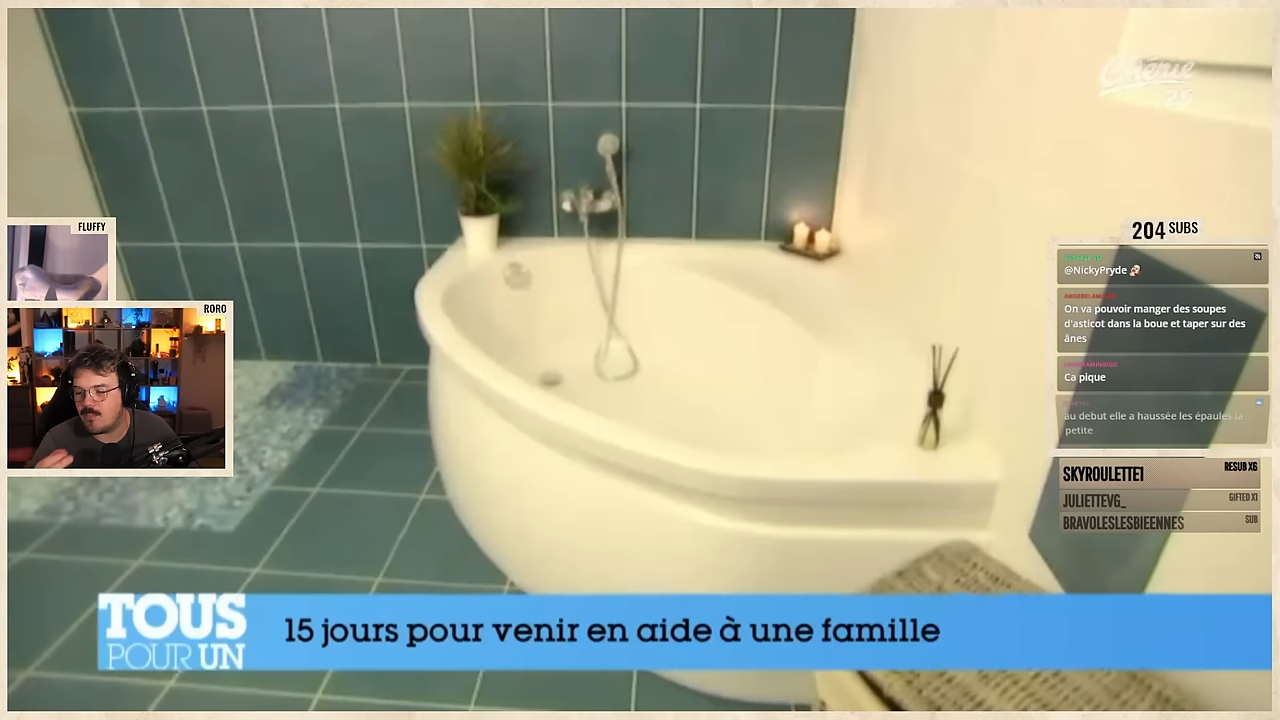 Chérie
25
FLUFFY
RORO
204 SUBS
@NickyPryde
On va pouvoir manger des soupes
d'asticot dans la boue et taper sur des
ânes
Ca pique
au debut elle a haussée les épaules la
petite
SKYROULETTE1 RESUB X6
JULIETTEVG_ GIFTED X1
BRAVOLESLESBIEENNES SUB
TOUS
POUR UN
15 jours pour venir en aide à une famille